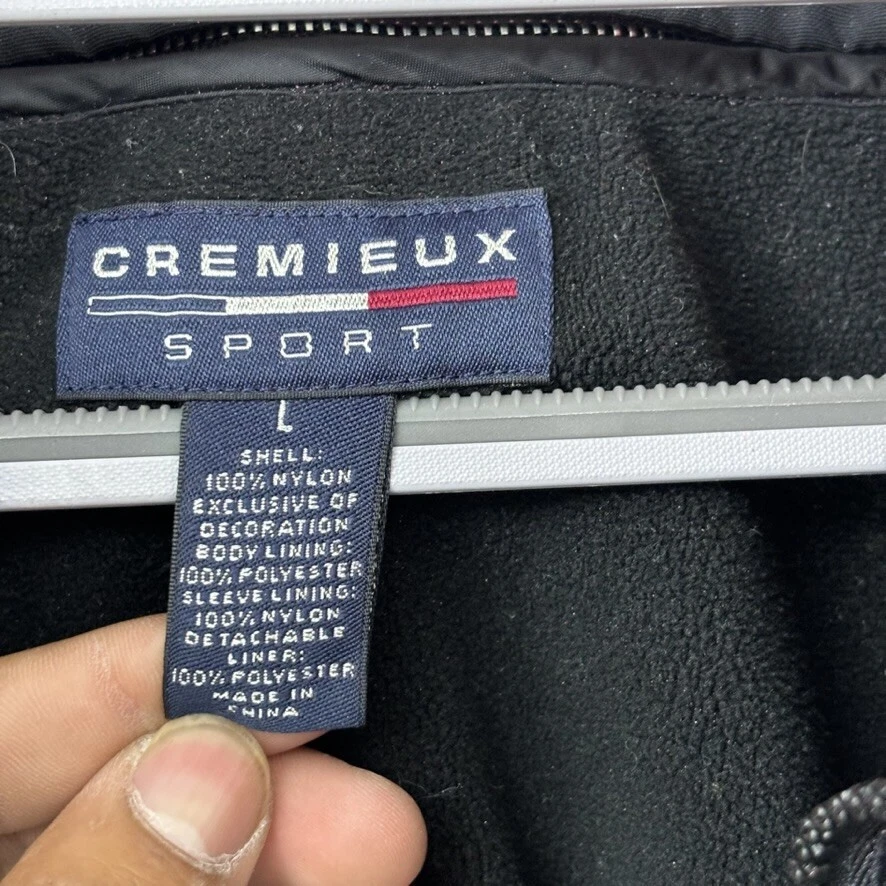 CREMIEUX
SPORT
L
SHELL:
100% NYLON
EXCLUSIVE OF
DECORATION
BODY LINING:
100% POLYESTER
SLEEVE LINING:
100% NYLON
DETACHABLE
LINER:
100% POLYESTER
MADE IN
CHINA